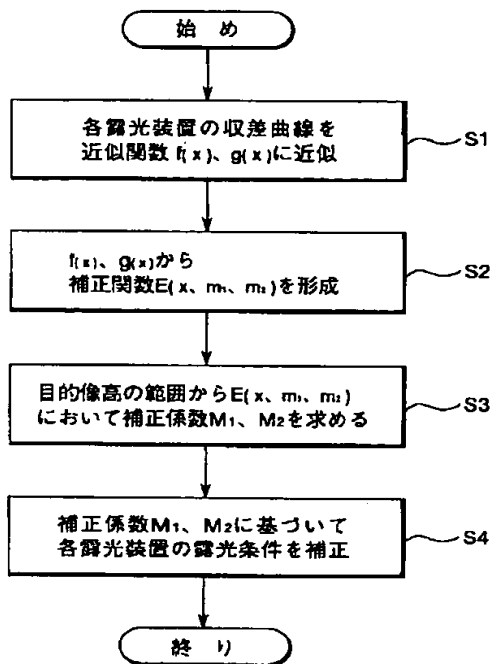 始め
各露光装置の収差曲線を
近似関数 f(x)、g(x)に近似
S1
f(x)、g(x)から
補正関数E(x、m₁、m₂)を形成
S2
目的像高の範囲からE(x、m₁、m₂)
において補正係数M₁、M₂を求める
S3
補正係数M₁、M₂に基づいて
各露光装置の露光条件を補正
S4
終り